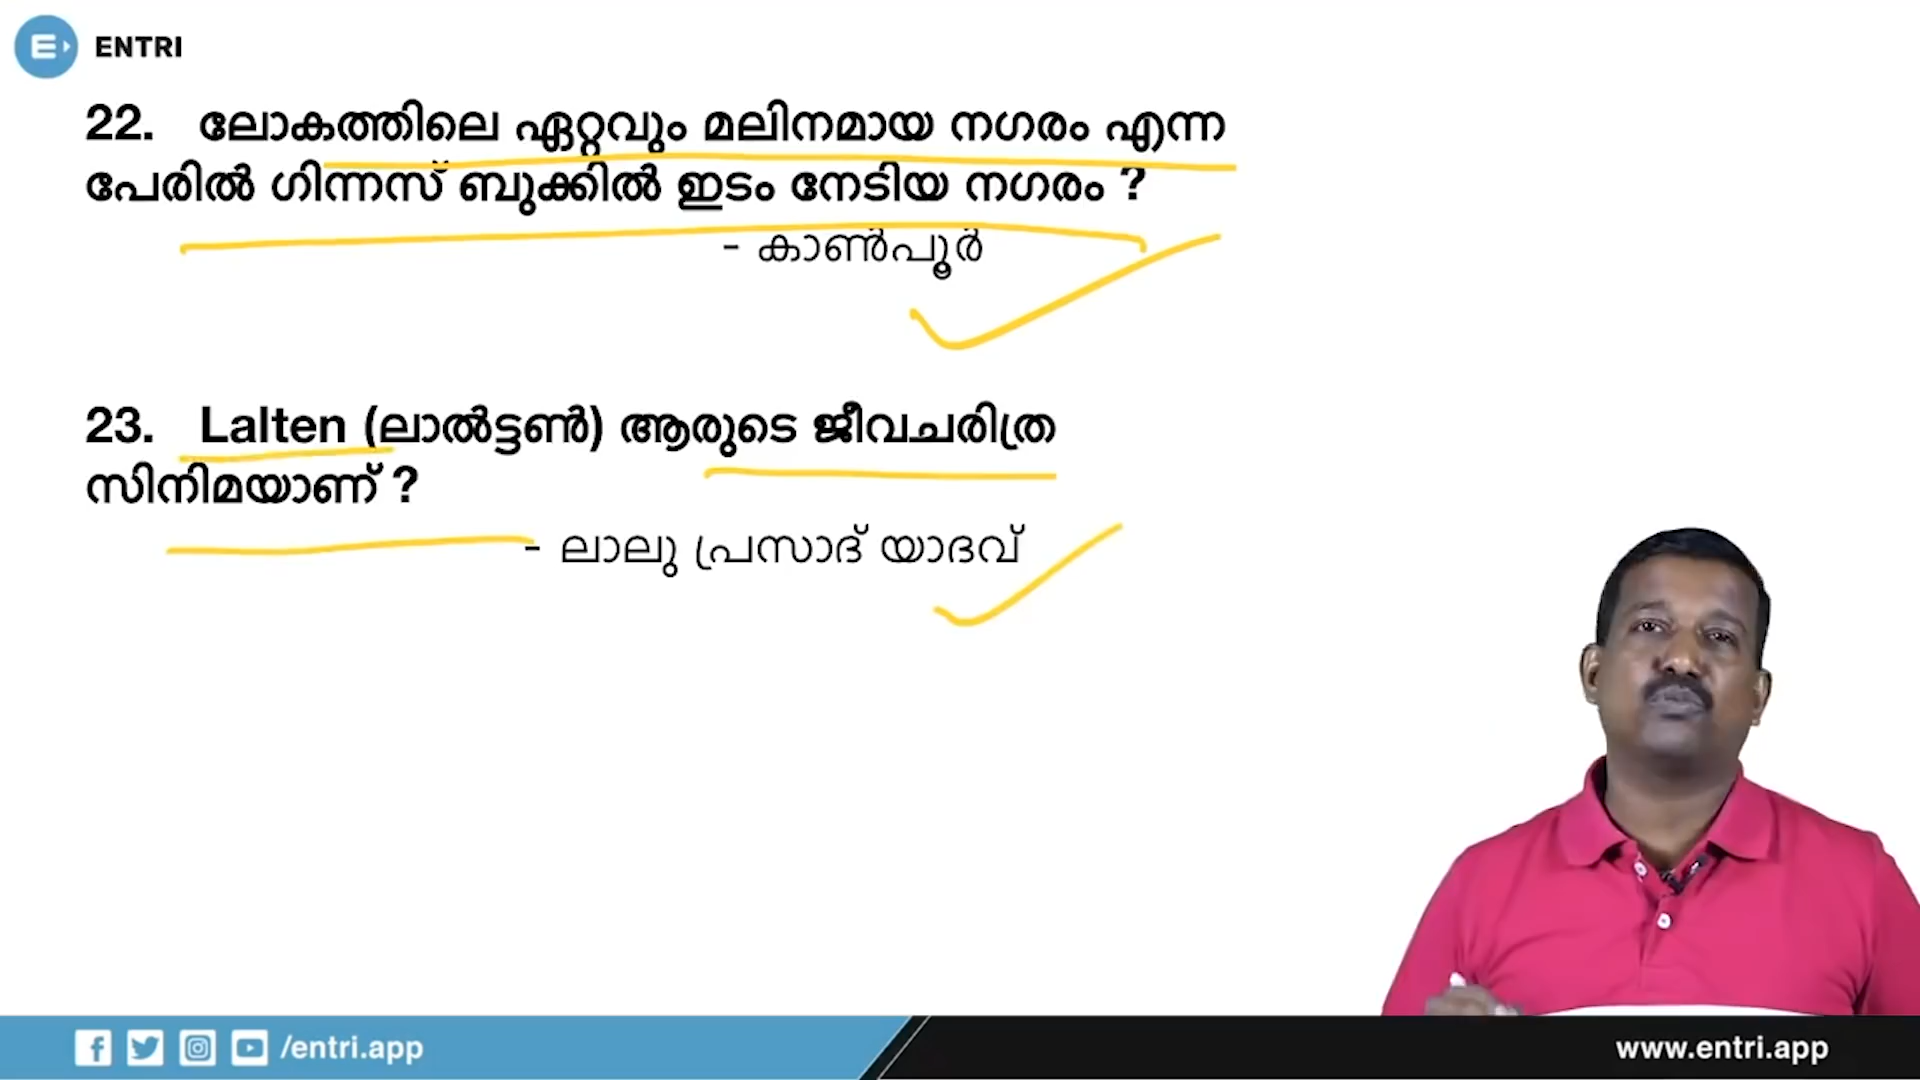 ENTRI
22. ലോകത്തിലെ ഏറ്റവും മലിനമായ നഗരം എന്ന
പേരിൽ ഗിന്നസ് ബുക്കിൽ ഇടം നേടിയ നഗരം ?
- കാൺപൂർ
23. Lalten (ലാൽട്ടൺ) ആരുടെ ജീവചരിത്ര
സിനിമയാണ് ?
- ലാലു പ്രസാദ് യാദവ്
/entri.app
www.entri.app